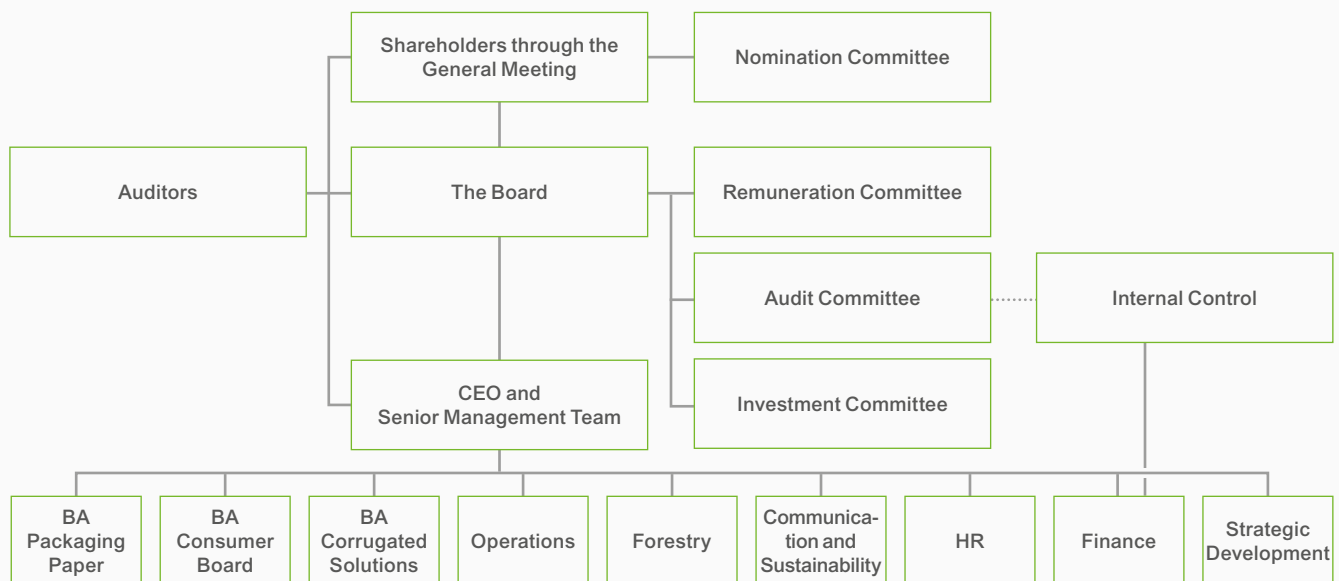 Shareholders through the
General Meeting
Nomination Committee
Auditors
The Board
Remuneration Committee
Audit Committee
Internal Control
CEO and
Senior Management Team
Investment Committee
BA
Packaging
Paper
BA
Consumer
Board
BA
Corrugated
Solutions
Operations
Forestry
Communica-
tion and
Sustainability
HR
Finance
Strategic
Development